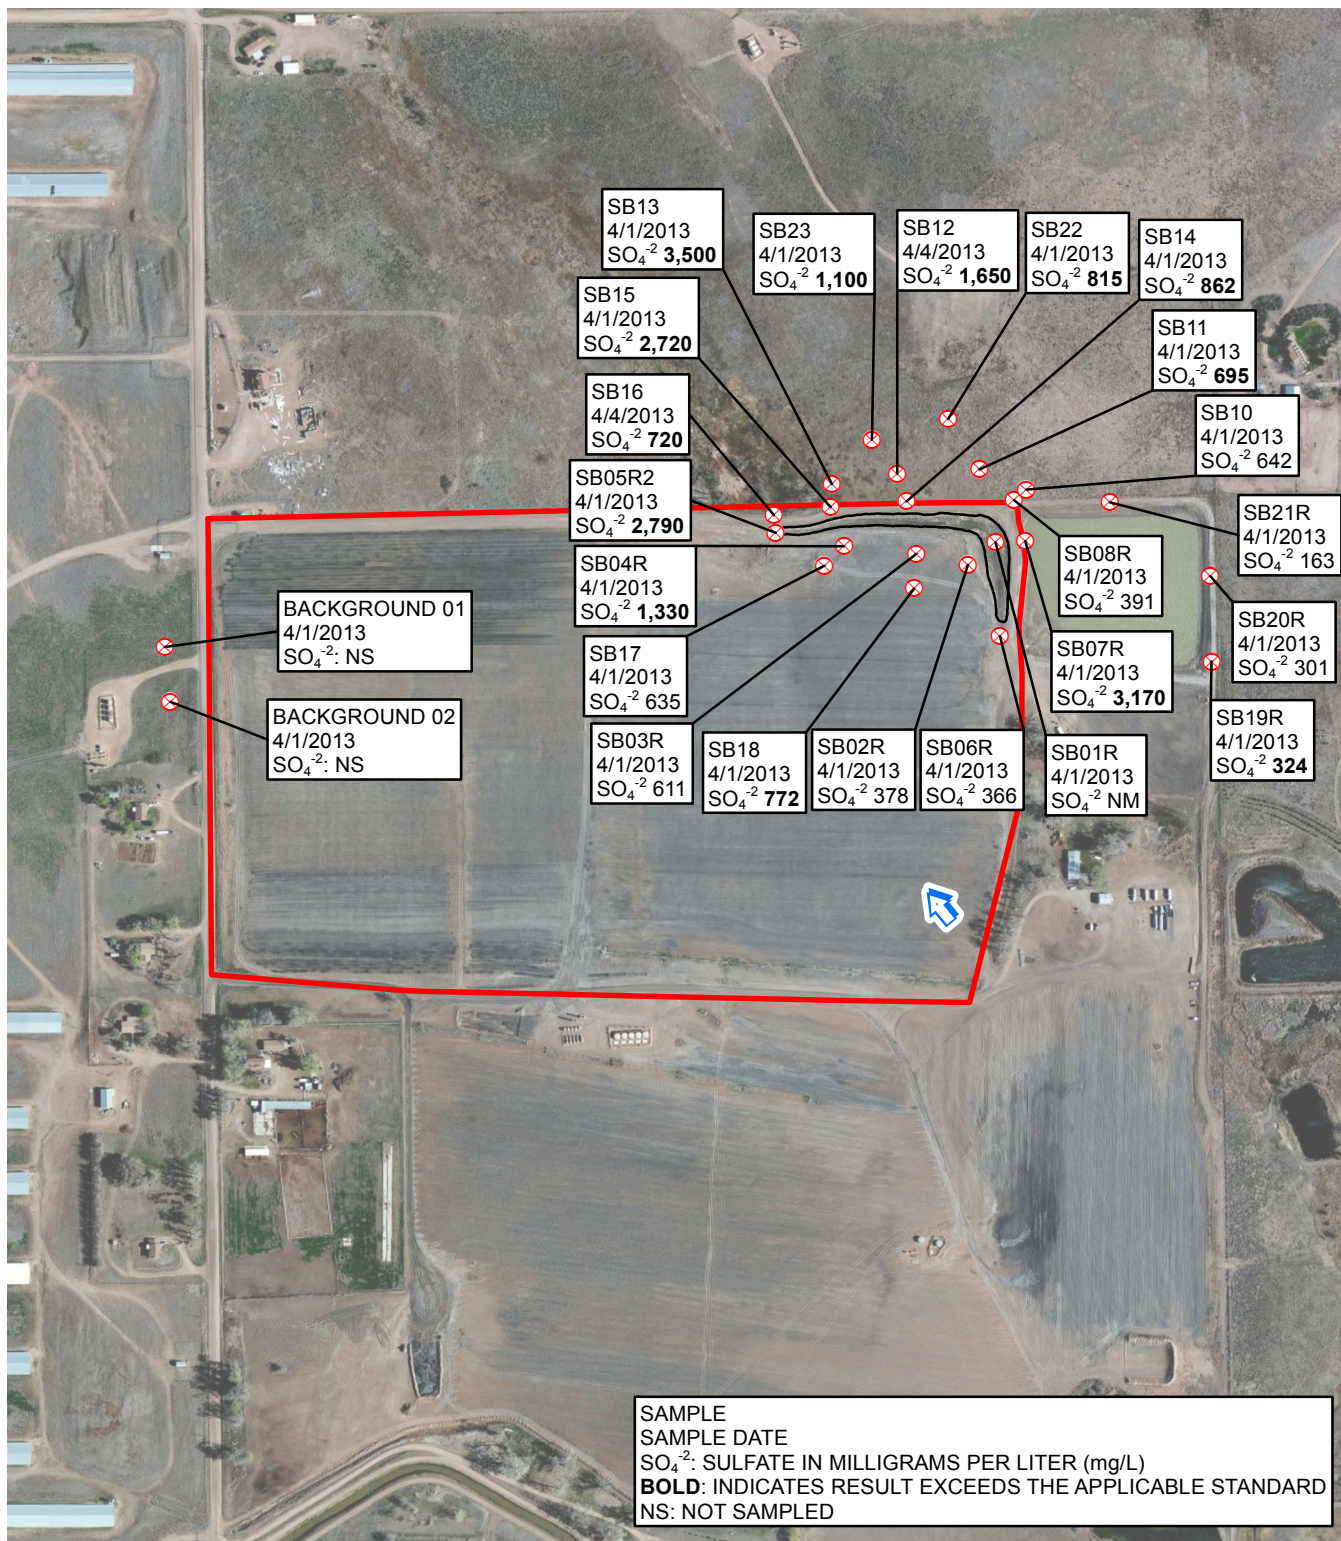 SB13
4/1/2013
SO₄⁻² 3,500
SB23
4/1/2013
SO₄⁻² 1,100
SB12
4/4/2013
SO₄⁻² 1,650
SB22
4/1/2013
SO₄⁻² 815
SB14
4/1/2013
SO₄⁻² 862
SB15
4/1/2013
SO₄⁻² 2,720
SB11
4/1/2013
SO₄⁻² 695
SB16
4/4/2013
SO₄⁻² 720
SB10
4/1/2013
SO₄⁻² 642
SB05R2
4/1/2013
SO₄⁻² 2,790
SB21R
4/1/2013
SO₄⁻² 163
SB04R
4/1/2013
SO₄⁻² 1,330
SB08R
4/1/2013
SO₄⁻² 391
BACKGROUND 01
4/1/2013
SO₄⁻²: NS
SB20R
4/1/2013
SO₄⁻² 301
SB17
4/1/2013
SO₄⁻² 635
SB07R
4/1/2013
SO₄⁻² 3,170
BACKGROUND 02
4/1/2013
SO₄⁻²: NS
SB19R
4/1/2013
SO₄⁻² 324
SB03R
4/1/2013
SO₄⁻² 611
SB18
4/1/2013
SO₄⁻² 772
SB02R
4/1/2013
SO₄⁻² 378
SB06R
4/1/2013
SO₄⁻² 366
SB01R
4/1/2013
SO₄⁻² NM
SAMPLE
SAMPLE DATE
SO₄⁻²: SULFATE IN MILLIGRAMS PER LITER (mg/L)
BOLD: INDICATES RESULT EXCEEDS THE APPLICABLE STANDARD
NS: NOT SAMPLED